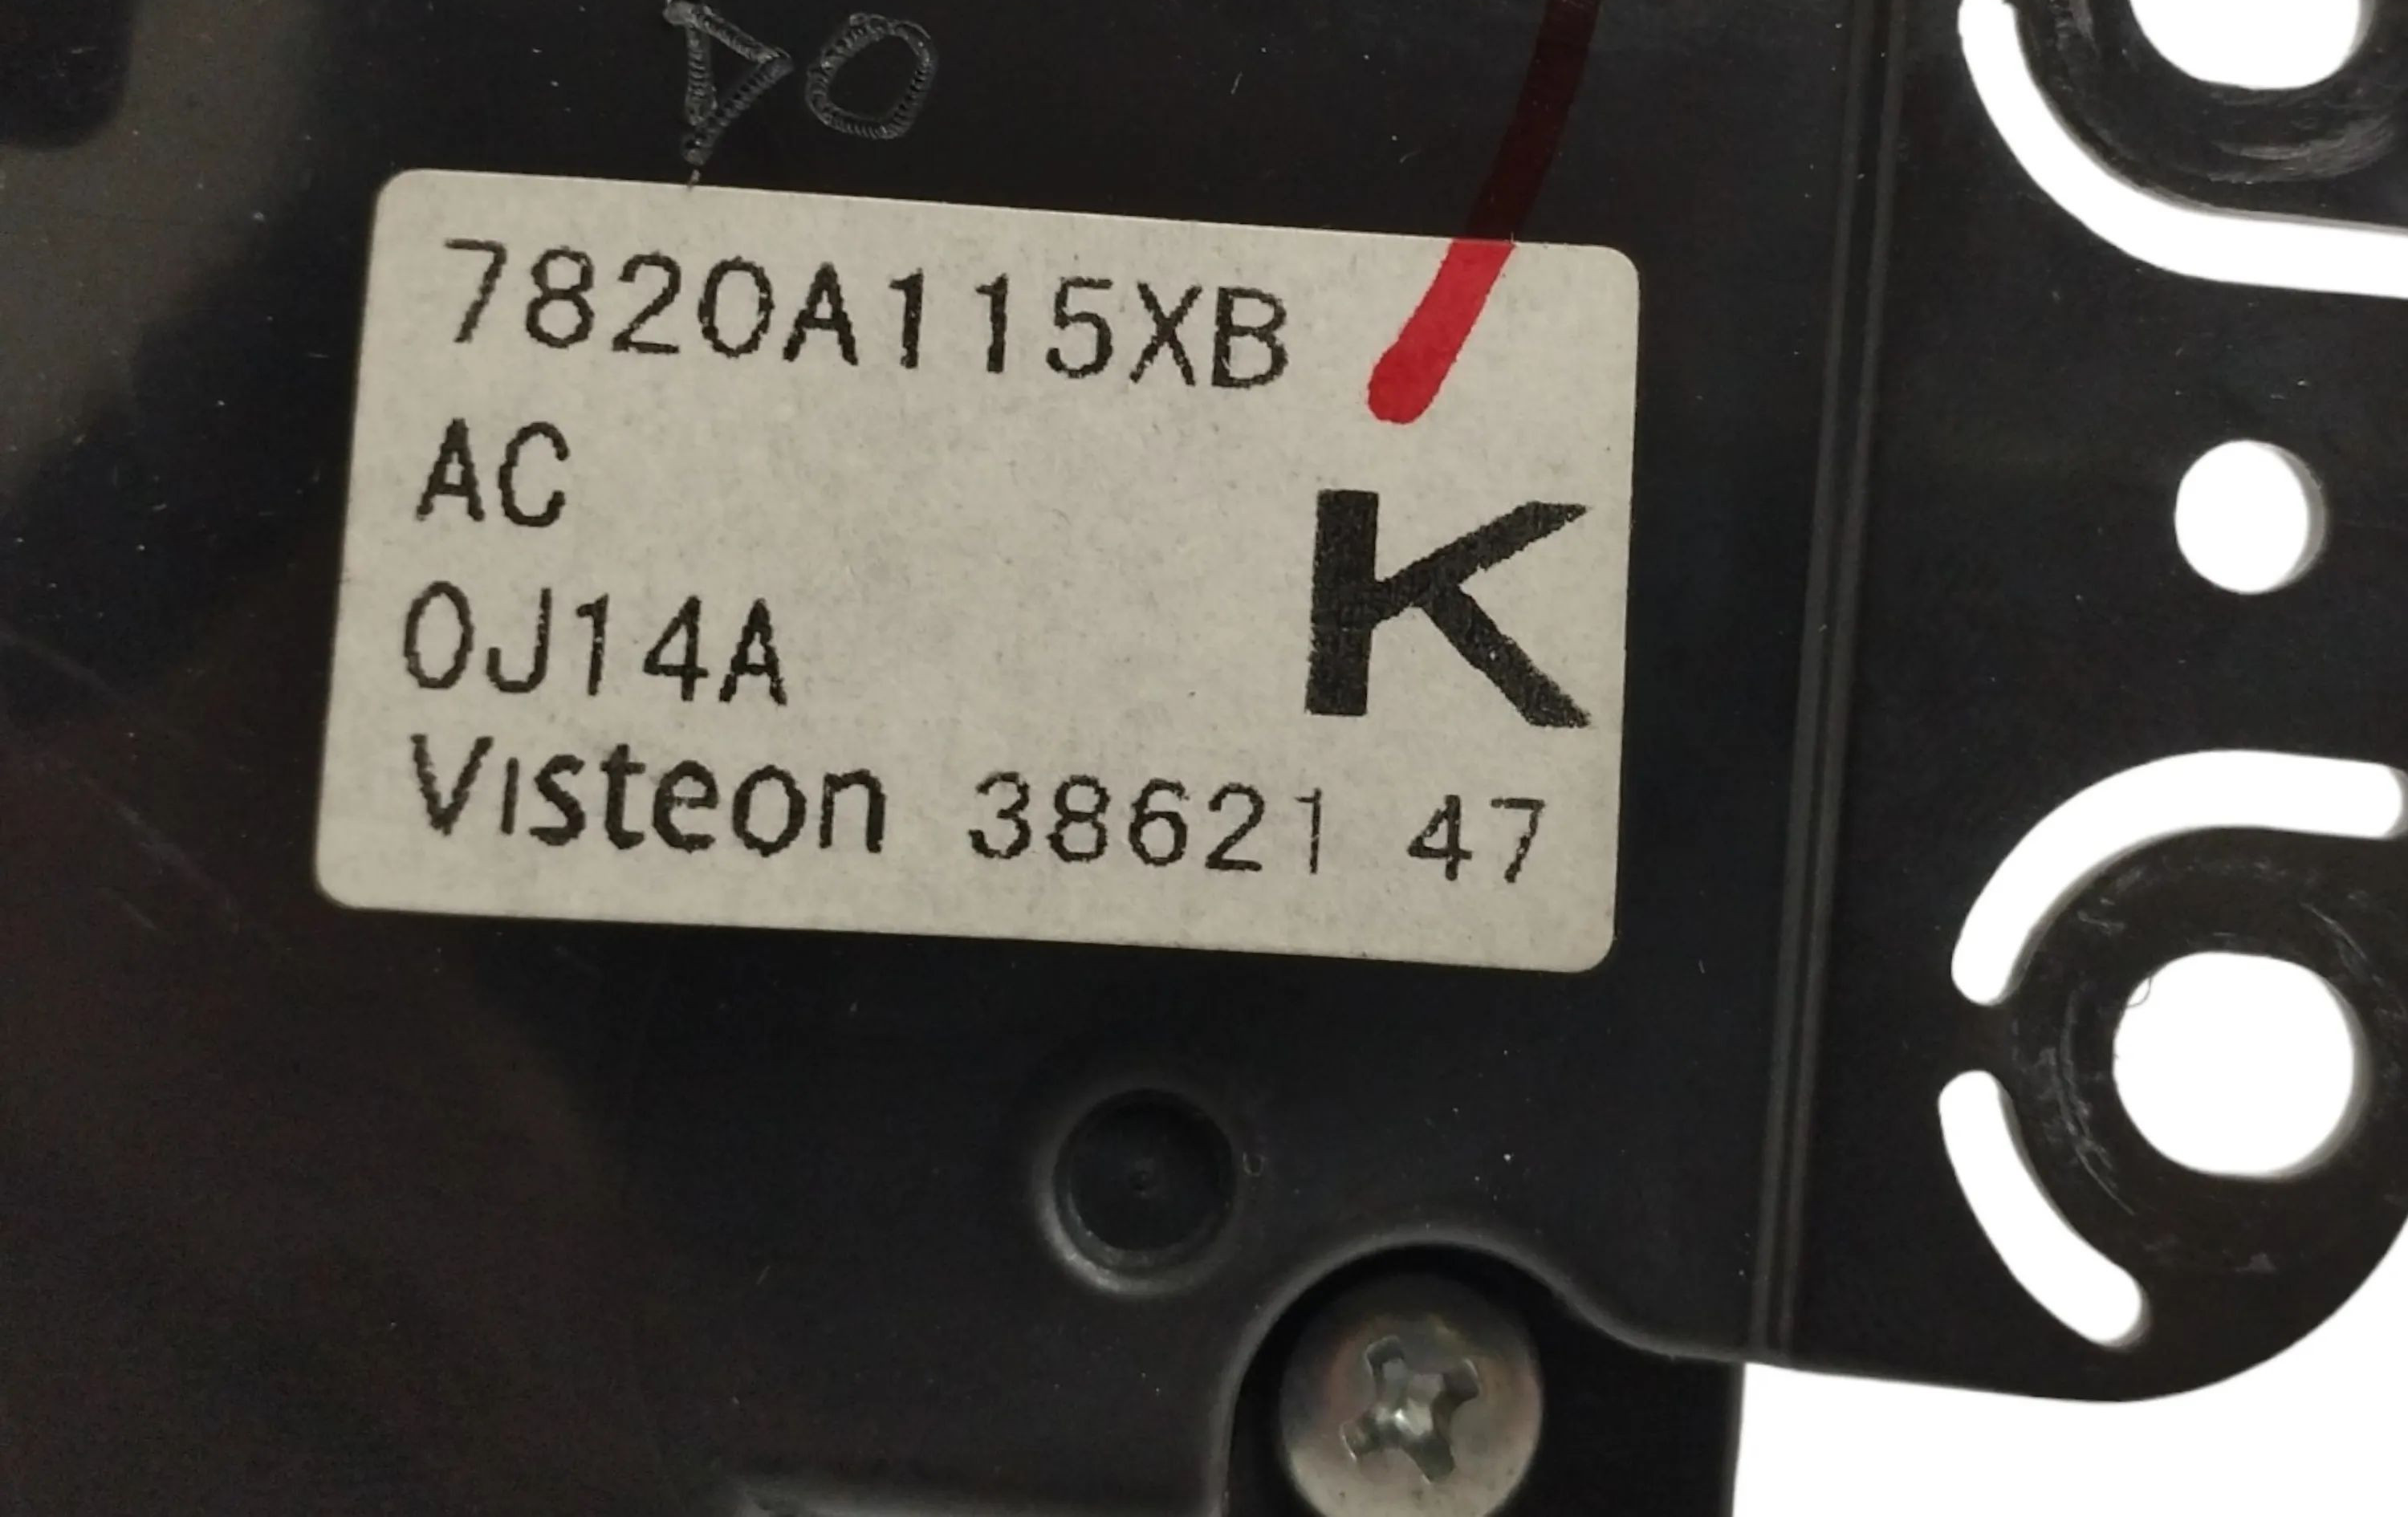 7820A115XB
AC
0J14A
K
Visteon 38621 47